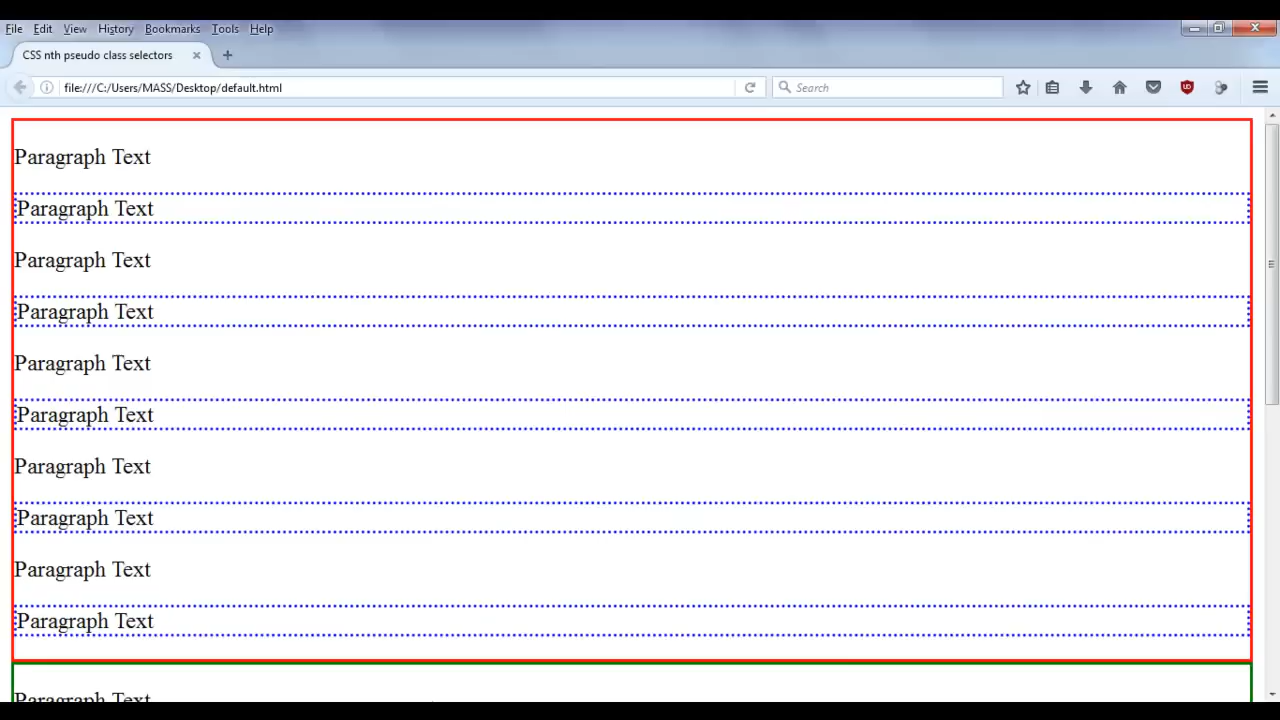 File Edit View History Bookmarks Tools Help
CSS nth pseudo class selectors
file:///C:/Users/MASS/Desktop/default.html Search
Paragraph Text
Paragraph Text
Paragraph Text
Paragraph Text
Paragraph Text
Paragraph Text
Paragraph Text
Paragraph Text
Paragraph Text
Paragraph Text
Paragraph Text